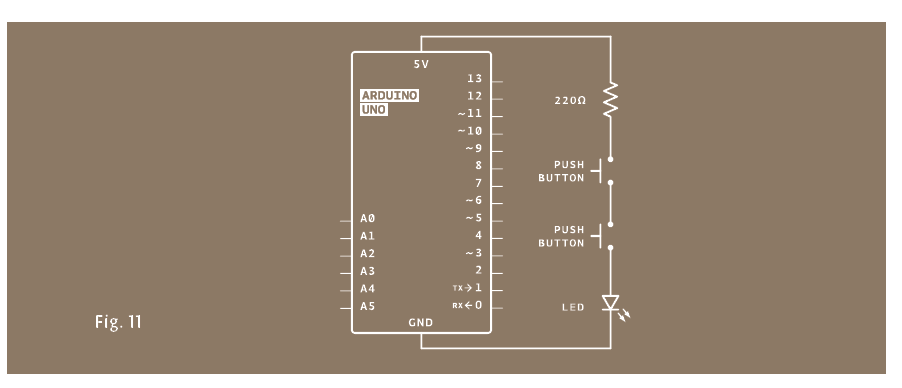 5V
ARDUINO
UNO
13
12
~11
~10
~9
8
7
~6
~5
4
~3
2
TX→1
RX←0
A0
A1
A2
A3
A4
A5
GND
220Ω
PUSH
BUTTON
PUSH
BUTTON
LED
Fig. 11